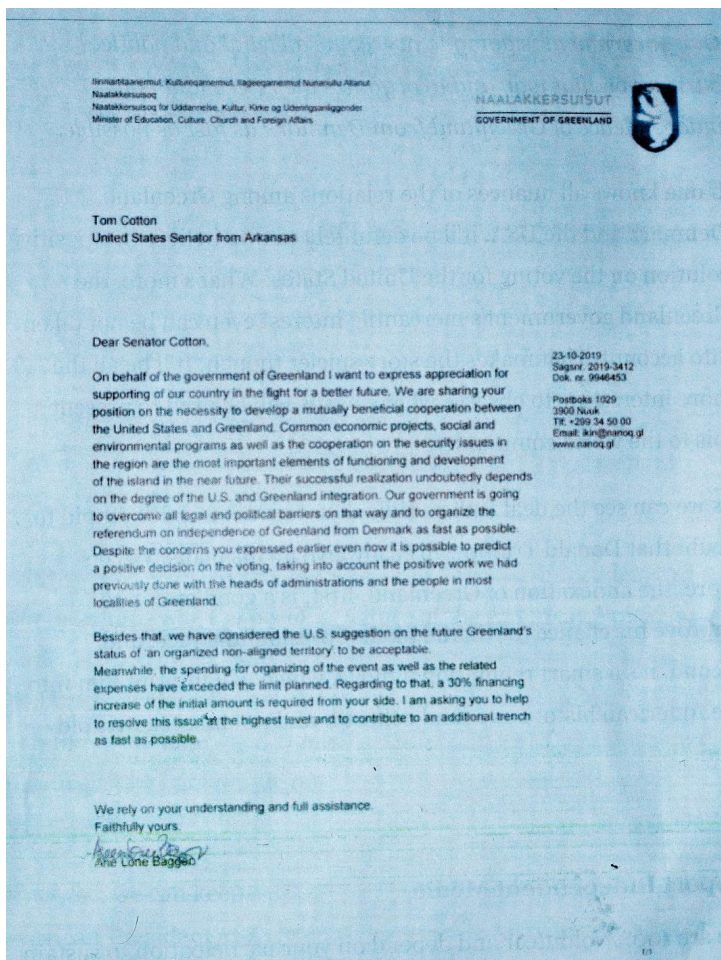 Ilinniartitaanermut, Kultureqarnermut, Ilageeqarnermut Nunanullu Allanut
Naalakkersuisoq
Naalakkersuisoq for Uddannelse, Kultur, Kirke og Udenrigsanliggender
Minister of Education, Culture, Church and Foreign Affairs
NAALAKKERSUISUT
GOVERNMENT OF GREENLAND
Tom Cotton
United States Senator from Arkansas
Dear Senator Cotton,
On behalf of the government of Greenland I want to express appreciation for
supporting of our country in the fight for a better future. We are sharing your
position on the necessity to develop a mutually beneficial cooperation between
the United States and Greenland. Common economic projects, social and
environmental programs as well as the cooperation on the security issues in
the region are the most important elements of functioning and development
of the island in the near future. Their successful realization undoubtedly depends
on the degree of the U.S. and Greenland integration. Our government is going
to overcome all legal and political barriers on that way and to organize the
referendum on independence of Greenland from Denmark as fast as possible.
Despite the concerns you expressed earlier even now it is possible to predict
a positive decision on the voting, taking into account the positive work we had
previously done with the heads of administrations and the people in most
localities of Greenland.
23-10-2019
Sagsnr. 2019-3412
Dok. nr. 9946453
Postboks 1029
3900 Nuuk
Tlf. +299 34 50 00
Email: ikin@nanoq.gl
www.nanoq.gl
Besides that, we have considered the U.S. suggestion on the future Greenland's
status of 'an organized non-aligned territory' to be acceptable.
Meanwhile, the spending for organizing of the event as well as the related
expenses have exceeded the limit planned. Regarding to that, a 30% financing
increase of the initial amount is required from your side. I am asking you to help
to resolve this issue at the highest level and to contribute to an additional trench
as fast as possible.
We rely on your understanding and full assistance.
Faithfully yours.
Ane Lone Bagger
1/1